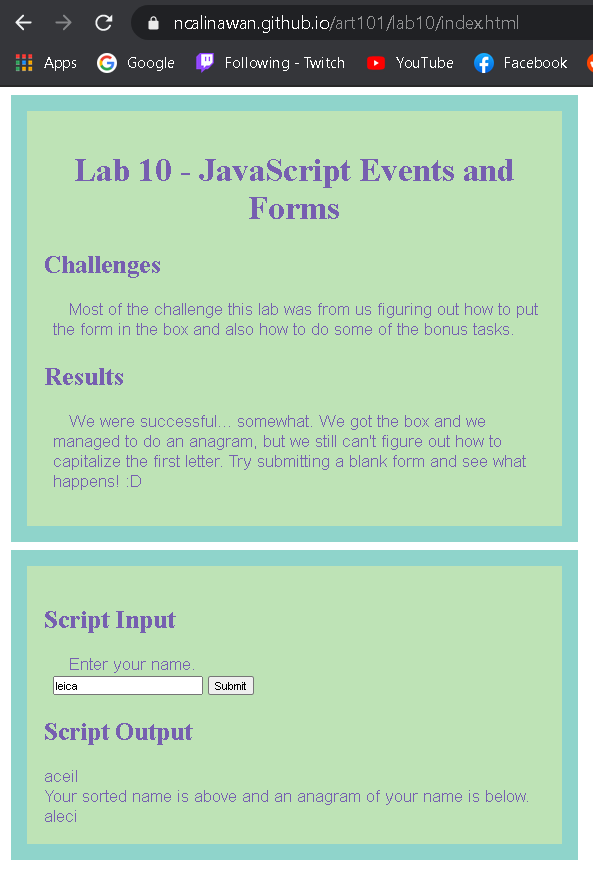 ncalinawan.github.io/art101/lab10/index.html
Apps Google Following - Twitch YouTube Facebook
Lab 10 - JavaScript Events and
Forms
Challenges
Most of the challenge this lab was from us figuring out how to put
the form in the box and also how to do some of the bonus tasks.
Results
We were successful... somewhat. We got the box and we
managed to do an anagram, but we still can't figure out how to
capitalize the first letter. Try submitting a blank form and see what
happens! :D
Script Input
Enter your name.
leica Submit
Script Output
aceil
Your sorted name is above and an anagram of your name is below.
aleci